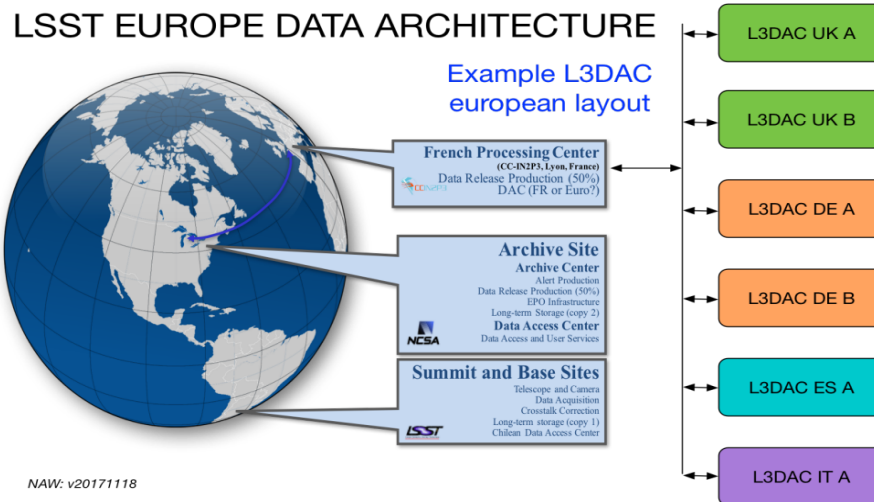 LSST EUROPE DATA ARCHITECTURE
Example L3DAC
european layout
French Processing Center
(CC-IN2P3, Lyon, France)
Data Release Production (50%)
DAC (FR or Euro?)
CCIN2P3
Archive Site
Archive Center
Alert Production
Data Release Production (50%)
EPO Infrastructure
Long-term Storage (copy 2)
Data Access Center
Data Access and User Services
NCSA
Summit and Base Sites
Telescope and Camera
Data Acquisition
Crosstalk Correction
Long-term storage (copy 1)
Chilean Data Access Center
LSST
L3DAC UK A
L3DAC UK B
L3DAC DE A
L3DAC DE B
L3DAC ES A
L3DAC IT A
NAW: v20171118